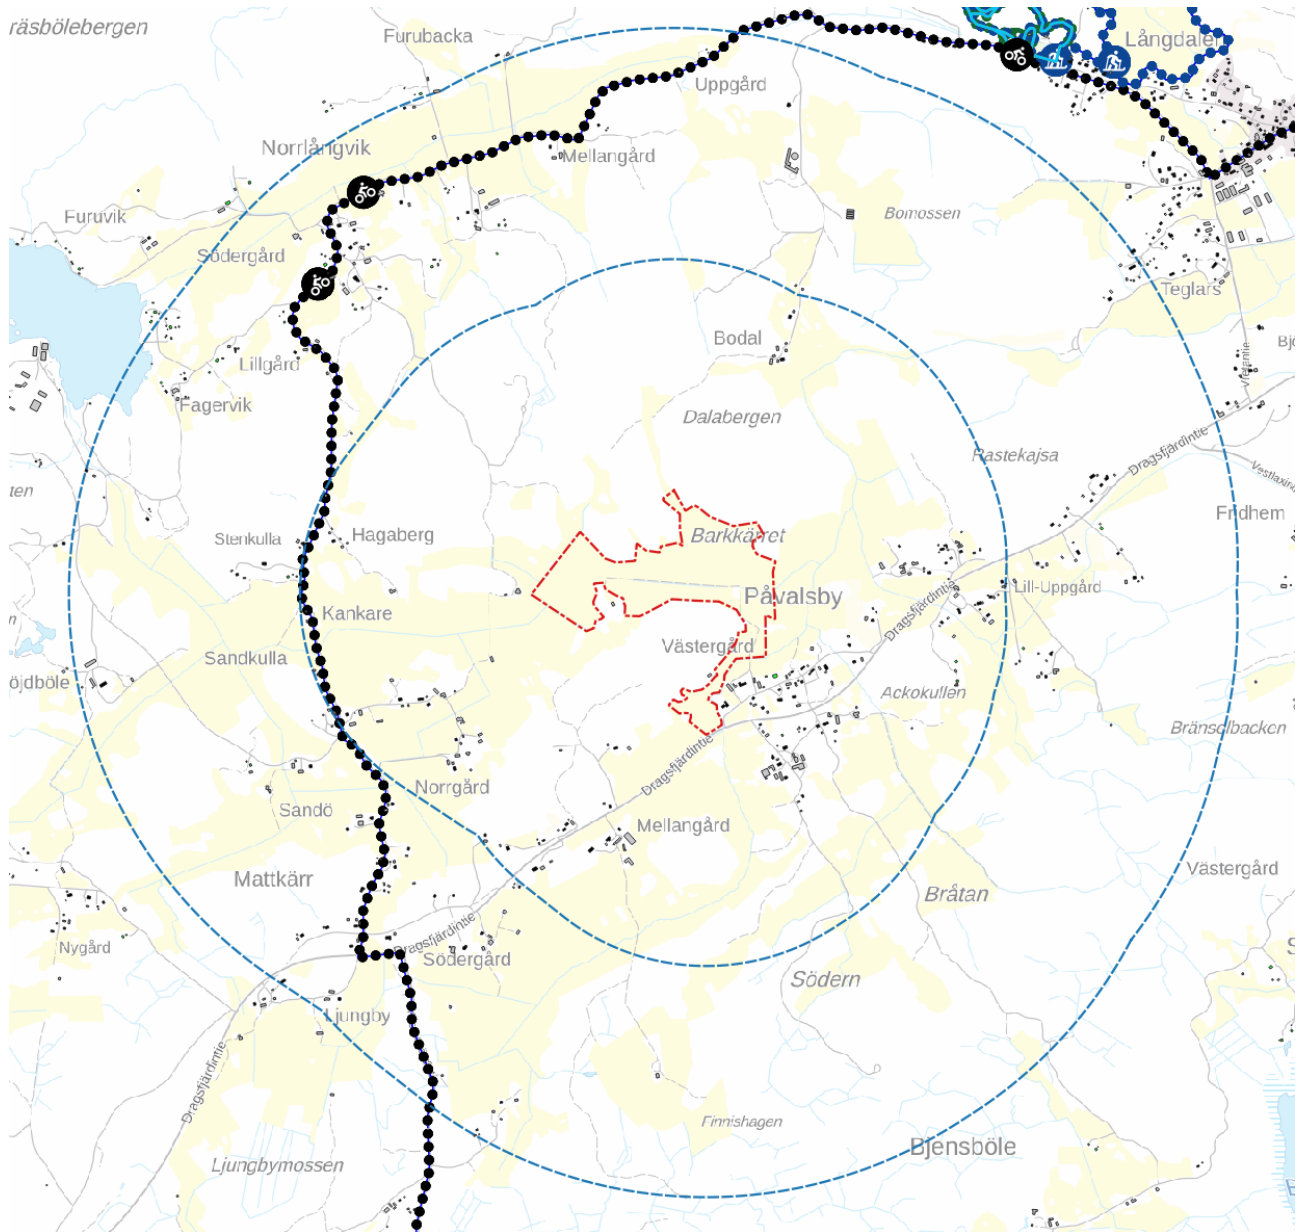 räsbölebergen
Furubacka
Långdalen
Uppgård
Norrlångvik
Mellangård
Furuvik
Bomossen
Södergård
Teglars
Bodal
Lillgård
Fagervik
Dalabergen
Rastekajsa
Dragsfjärdintie
ten
Fridhem
Barkkärret
Stenkulla
Hagaberg
Påvalsby
Lill-Uppgård
Kankare
Dragsfjärdintie
Västergård
Sandkulla
öjdböle
Ackokullen
Bränselbacken
Dragsfjärdintie
Norrgård
Sandö
Mellangård
Mattkärr
Västergård
Bråtan
Dragsfjärdintie
Nygård
Södergård
Södern
Ljungby
Dragsfjärdintie
Finnishagen
Bjensböle
Ljungbymossen